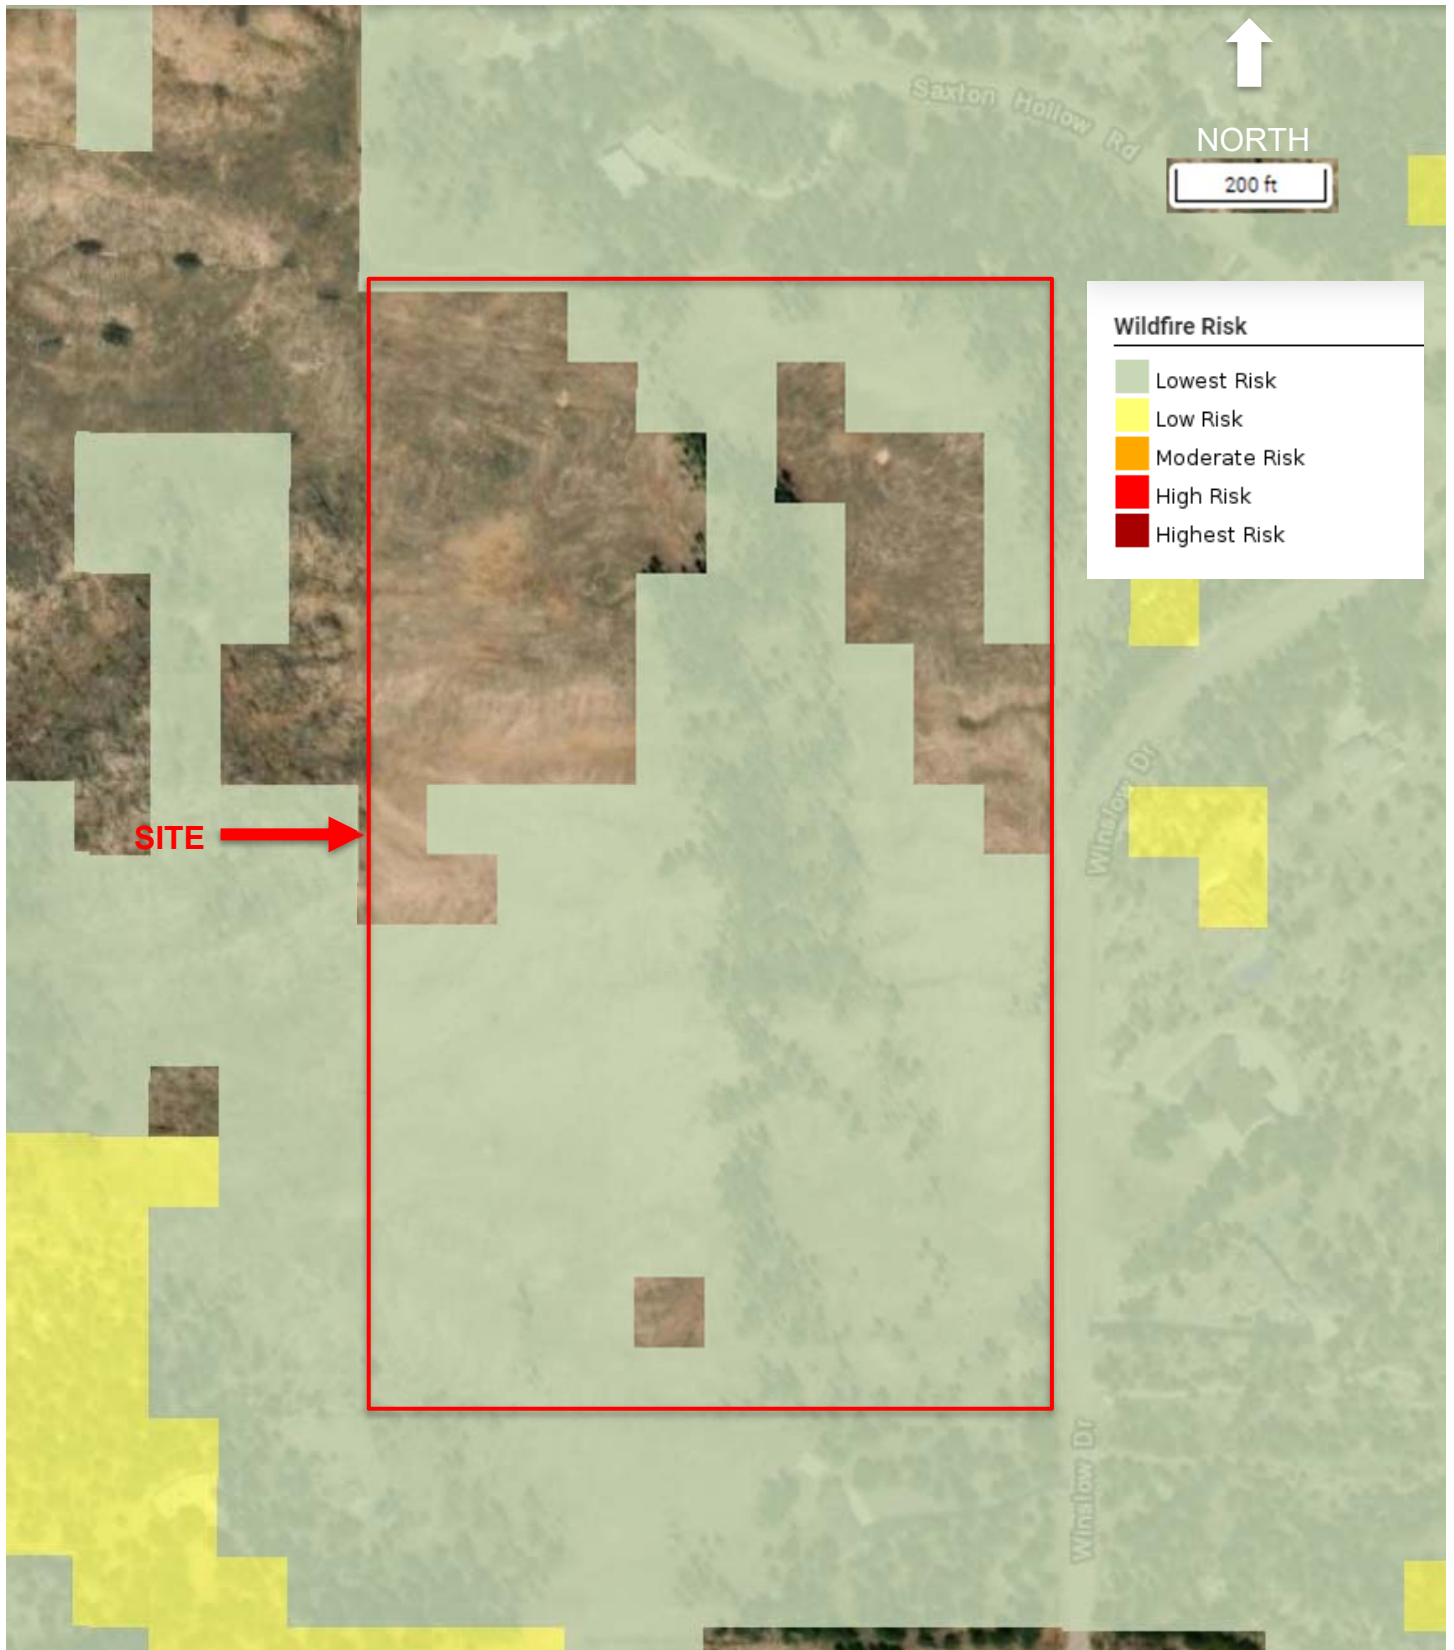 Saxton Hollow Rd
NORTH
200 ft
Wildfire Risk
Lowest Risk
Low Risk
Moderate Risk
High Risk
Highest Risk
Winslow Dr
SITE
Winslow Dr